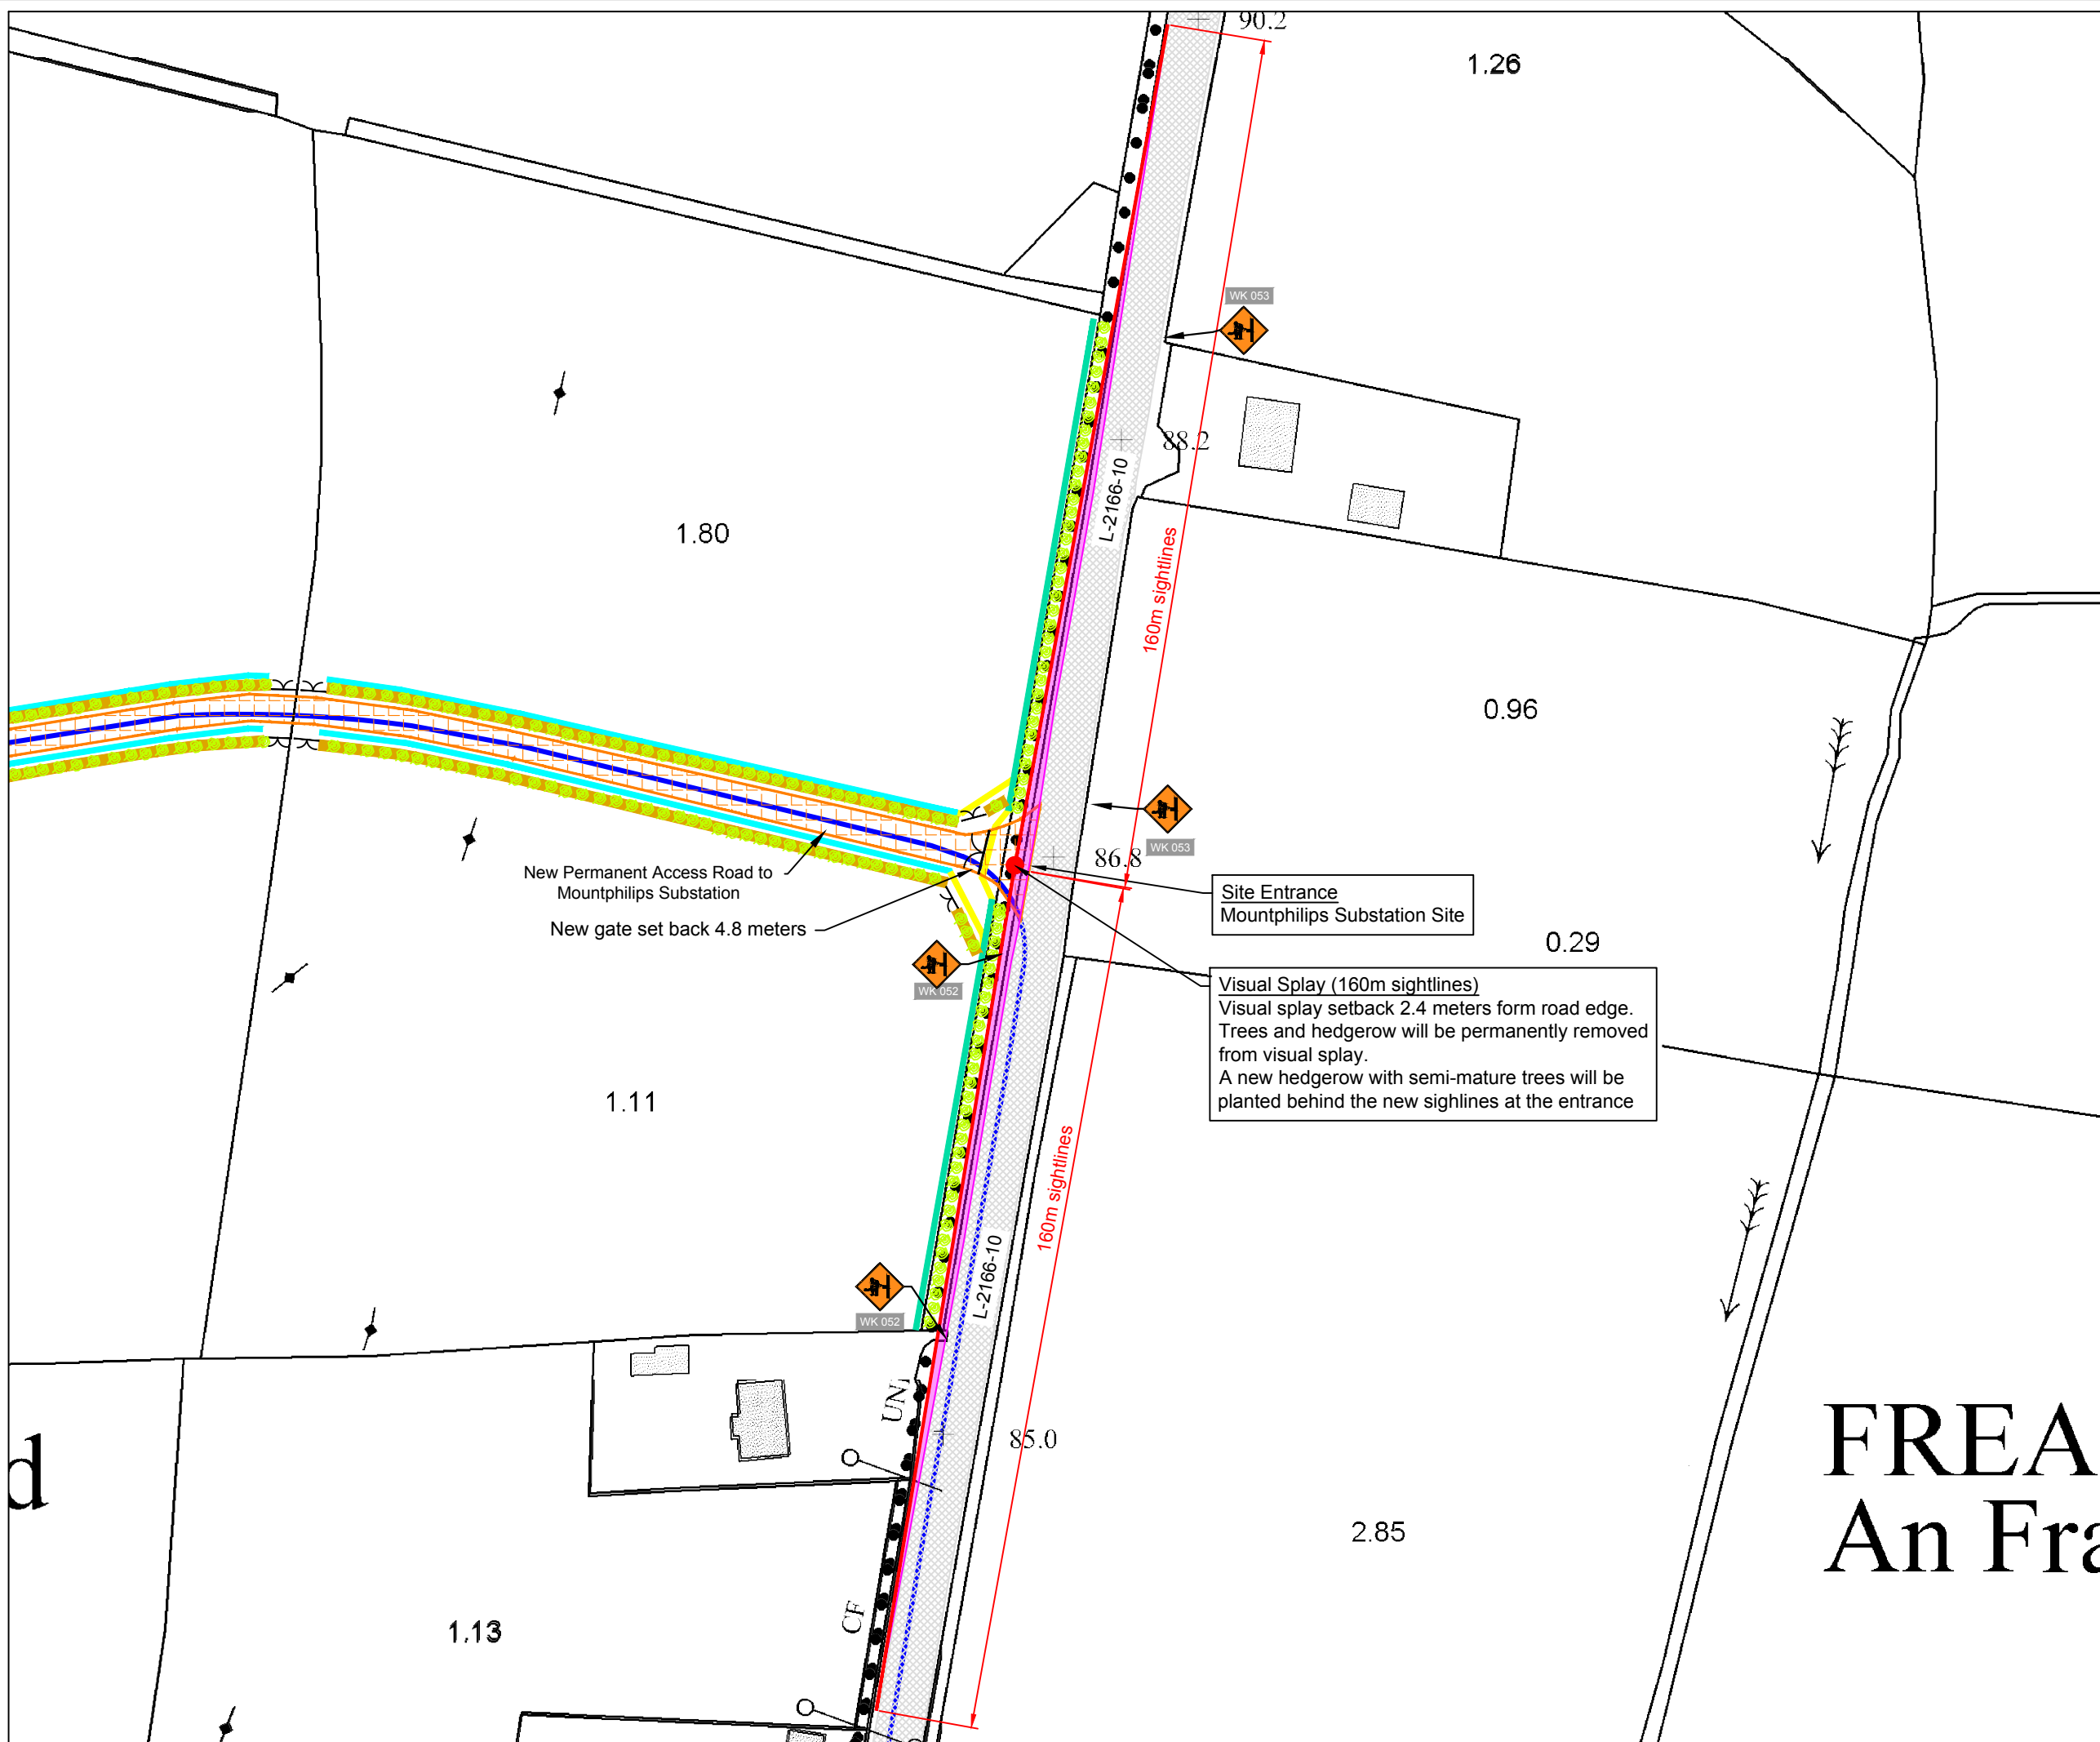 90.2
1.26
WK 053
88.2
L-2166-10
1.80
160m sightlines
0.96
86.8
WK 053
New Permanent Access Road to
Mountphilips Substation
New gate set back 4.8 meters
Site Entrance
Mountphilips Substation Site
0.29
WK 052
Visual Splay (160m sightlines)
Visual splay setback 2.4 meters form road edge.
Trees and hedgerow will be permanently removed
from visual splay.
A new hedgerow with semi-mature trees will be
planted behind the new sighlines at the entrance
1.11
160m sightlines
L-2166-10
WK 052
UN
85.0
FREA
An Fra
d
2.85
CF
1.13